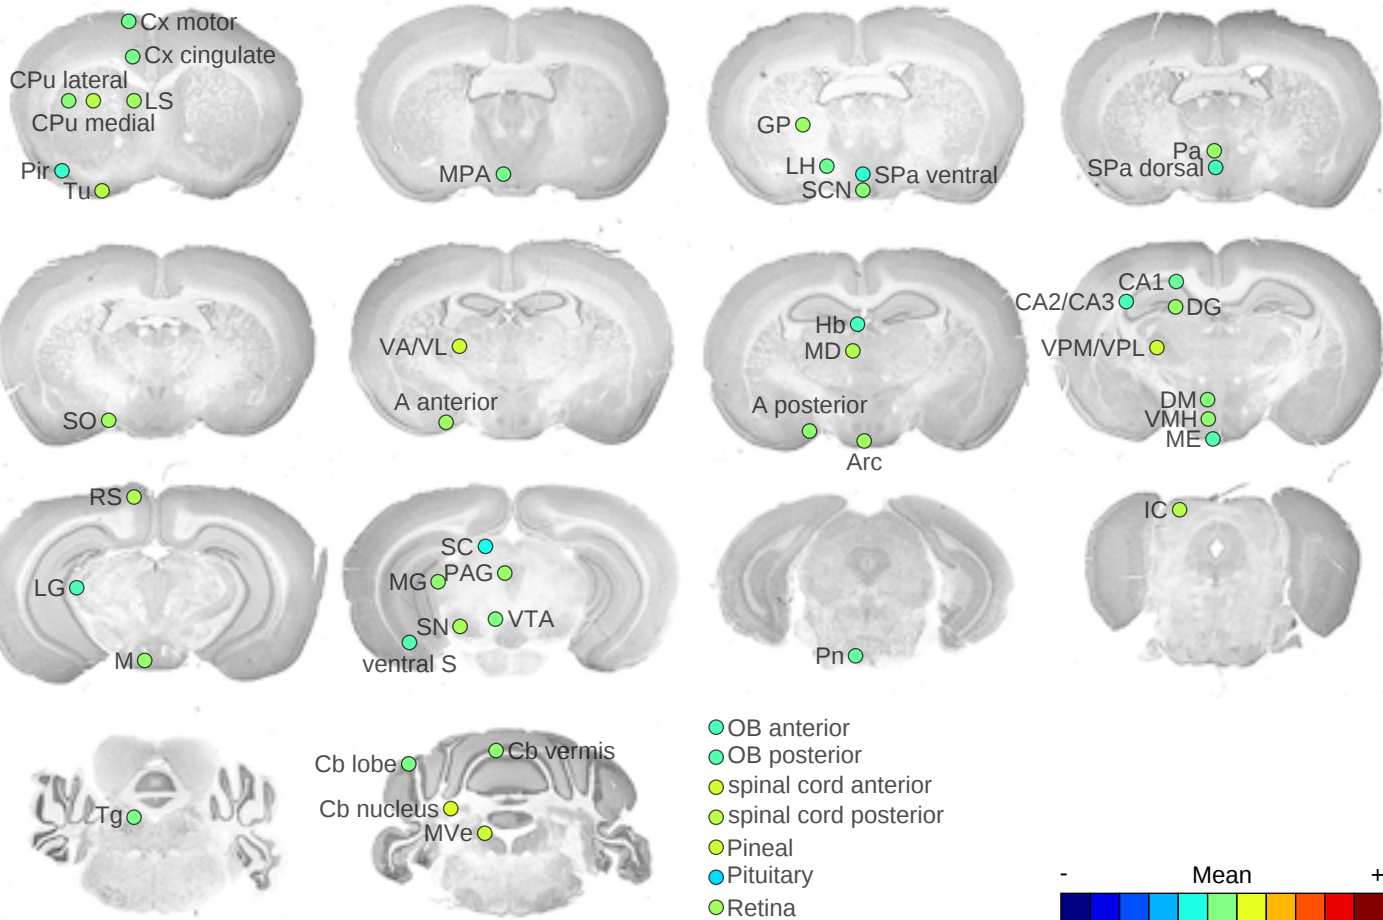 Cx motor
Cx cingulate
CPu lateral
LS
CPu medial
Pir
Tu
MPA
GP
LH
SPa ventral
SCN
Pa
SPa dorsal
SO
VA/VL
A anterior
Hb
MD
A posterior
Arc
CA1
CA2/CA3
DG
VPM/VPL
DM
VMH
ME
RS
LG
M
SC
MG
PAG
SN
VTA
ventral S
Pn
IC
Tg
Cb lobe
Cb vermis
Cb nucleus
MVe
OB anterior
OB posterior
spinal cord anterior
spinal cord posterior
Pineal
Pituitary
Retina
- Mean +